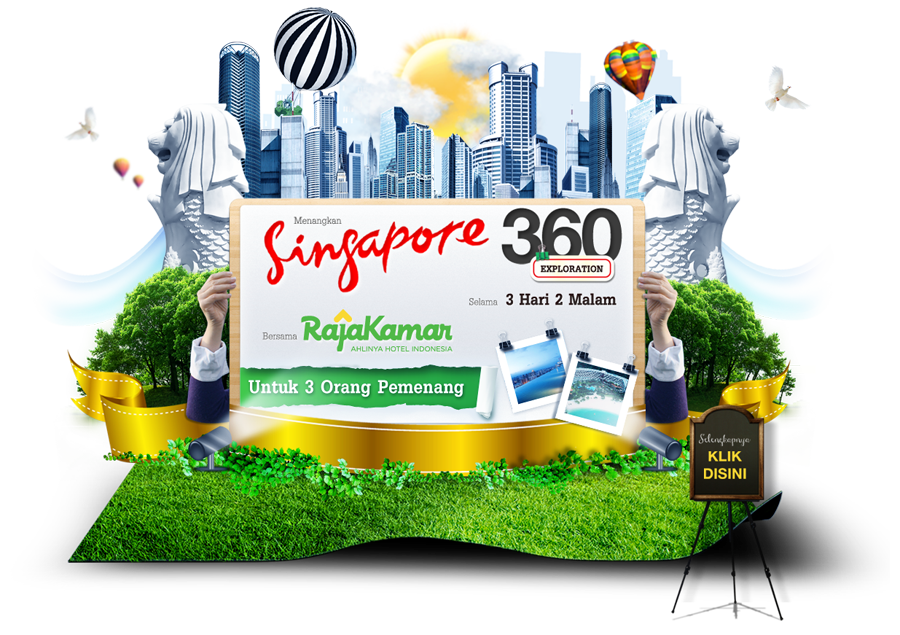 Menangkan
Singapore 360
EXPLORATION
Selama 3 Hari 2 Malam
Bersama RajaKamar
AHLINYA HOTEL INDONESIA
Untuk 3 Orang Pemenang
Selengkapnya
KLIK
DISINI